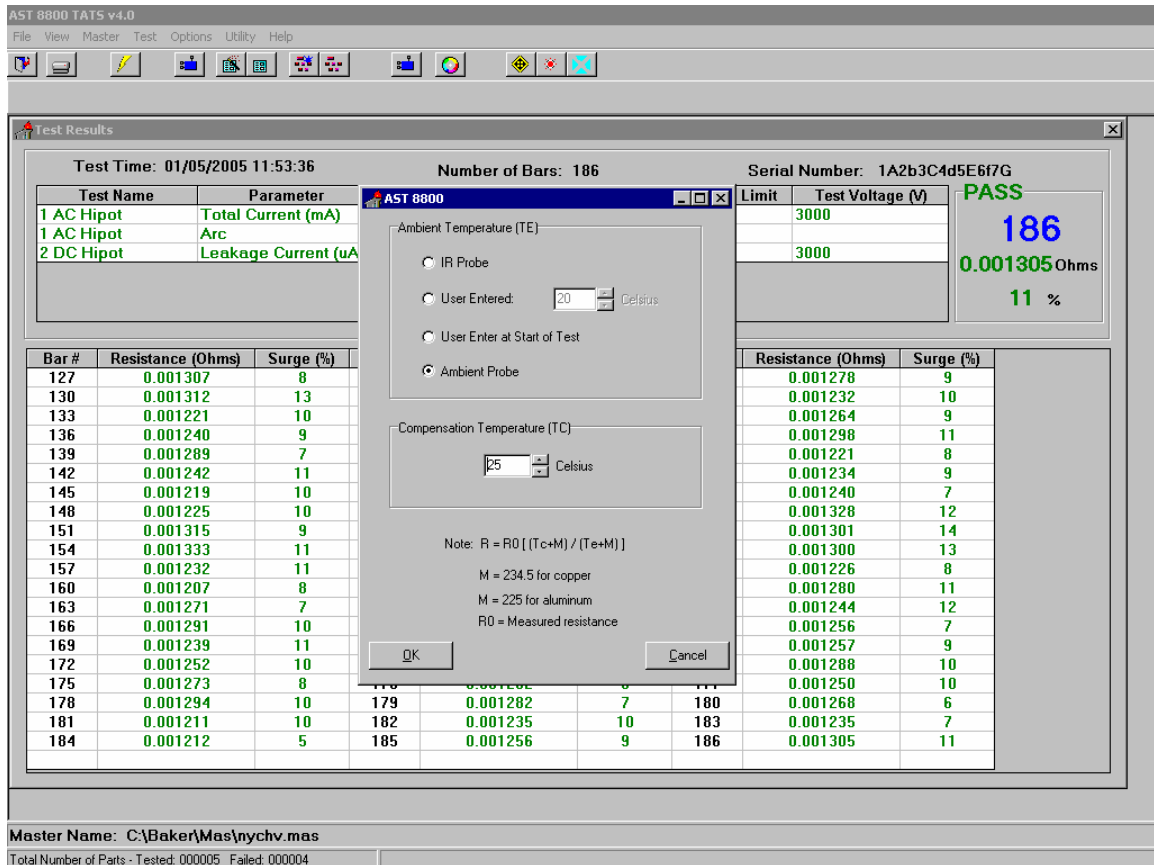 AST 8800 TATS v4.0
File View Master Test Options Utility Help
Test Results
Test Time: 01/05/2005 11:53:36 Number of Bars: 186 Serial Number: 1A2b3C4d5E6f7G
Test Name Parameter Limit Test Voltage (V)
1 AC Hipot Total Current (mA) 3000
1 AC Hipot Arc
2 DC Hipot Leakage Current (uA 3000
PASS
186
0.001305 Ohms
11 %
AST 8800
Ambient Temperature (TE)
IR Probe
User Entered: 20 Celsius
User Enter at Start of Test
Ambient Probe
Compensation Temperature (TC)
25 Celsius
Note: R = R0 [ (Tc+M) / (Te+M) ]
M = 234.5 for copper
M = 225 for aluminum
R0 = Measured resistance
OK Cancel
Bar # Resistance (Ohms) Surge (%) Resistance (Ohms) Surge (%)
127 0.001307 8 0.001278 9
130 0.001312 13 0.001232 10
133 0.001221 10 0.001264 9
136 0.001240 9 0.001298 11
139 0.001289 7 0.001221 8
142 0.001242 11 0.001234 9
145 0.001219 10 0.001240 7
148 0.001225 10 0.001328 12
151 0.001315 9 0.001301 14
154 0.001333 11 0.001300 13
157 0.001232 11 0.001226 8
160 0.001207 8 0.001280 11
163 0.001271 7 0.001244 12
166 0.001291 10 0.001256 7
169 0.001239 11 0.001257 9
172 0.001252 10 0.001288 10
175 0.001273 8 0.001250 10
178 0.001294 10 179 0.001282 7 180 0.001268 6
181 0.001211 10 182 0.001235 10 183 0.001235 7
184 0.001212 5 185 0.001256 9 186 0.001305 11
Master Name: C:\Baker\Mas\nychv.mas
Total Number of Parts - Tested: 000005 Failed: 000004